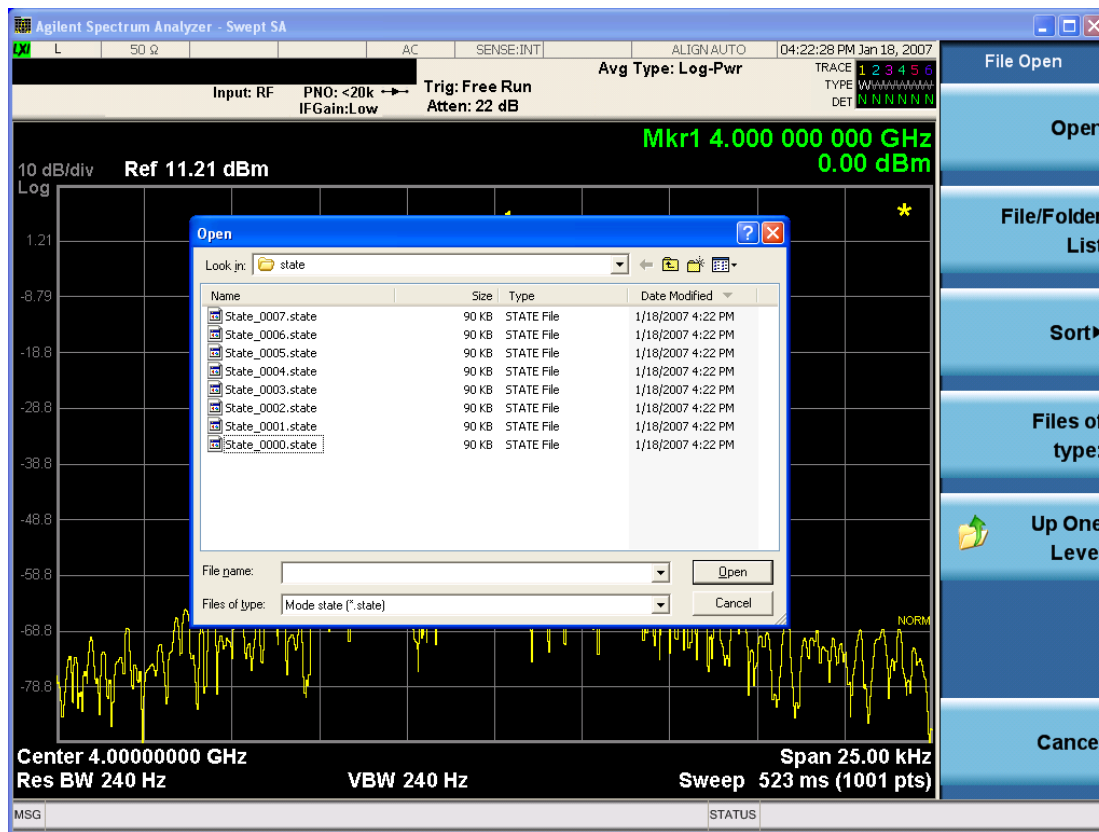 Agilent Spectrum Analyzer - Swept SA
LXI L 50 Ω AC SENSE:INT ALIGN AUTO 04:22:28 PM Jan 18, 2007
Input: RF PNO: <20k IFGain:Low
Trig: Free Run
Atten: 22 dB
Avg Type: Log-Pwr
TRACE 1 2 3 4 5 6
TYPE
DET N N N N N N
Mkr1 4.000 000 000 GHz
0.00 dBm
10 dB/div Ref 11.21 dBm
Log
1.21
-8.79
-18.8
-28.8
-38.8
-48.8
-58.8
-68.8
-78.8
*
NORM
Open
Look in: state
Name Size Type Date Modified
State_0007.state 90 KB STATE File 1/18/2007 4:22 PM
State_0006.state 90 KB STATE File 1/18/2007 4:22 PM
State_0005.state 90 KB STATE File 1/18/2007 4:22 PM
State_0004.state 90 KB STATE File 1/18/2007 4:22 PM
State_0003.state 90 KB STATE File 1/18/2007 4:22 PM
State_0002.state 90 KB STATE File 1/18/2007 4:22 PM
State_0001.state 90 KB STATE File 1/18/2007 4:22 PM
State_0000.state 90 KB STATE File 1/18/2007 4:22 PM
File name: Open
Files of type: Mode state (*.state) Cancel
Center 4.00000000 GHz Span 25.00 kHz
Res BW 240 Hz VBW 240 Hz Sweep 523 ms (1001 pts)
MSG STATUS
File Open
Open
File/Folder
List
Sort
Files of
type:
Up One
Leve
Cance